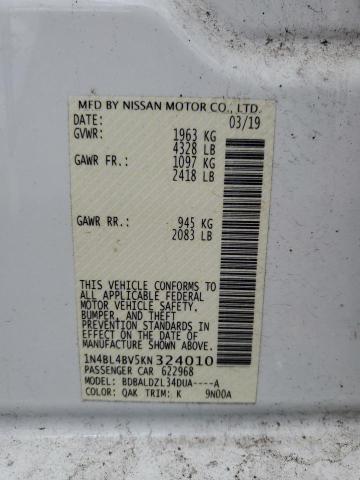 MFD BY NISSAN MOTOR CO., LTD.
DATE: 03/19
GVWR: 1963 KG
4328 LB
GAWR FR.: 1097 KG
2418 LB
GAWR RR.: 945 KG
2083 LB
THIS VEHICLE CONFORMS TO
ALL APPLICABLE FEDERAL
MOTOR VEHICLE SAFETY,
BUMPER, AND THEFT
PREVENTION STANDARDS IN
EFFECT ON THE DATE OF
MANUFACTURE SHOWN ABOVE.
1N4BL4BV5KN324010
PASSENGER CAR 622968
MODEL: BDBALDZL34DUA----A
COLOR: QAK TRIM: K 9N00A